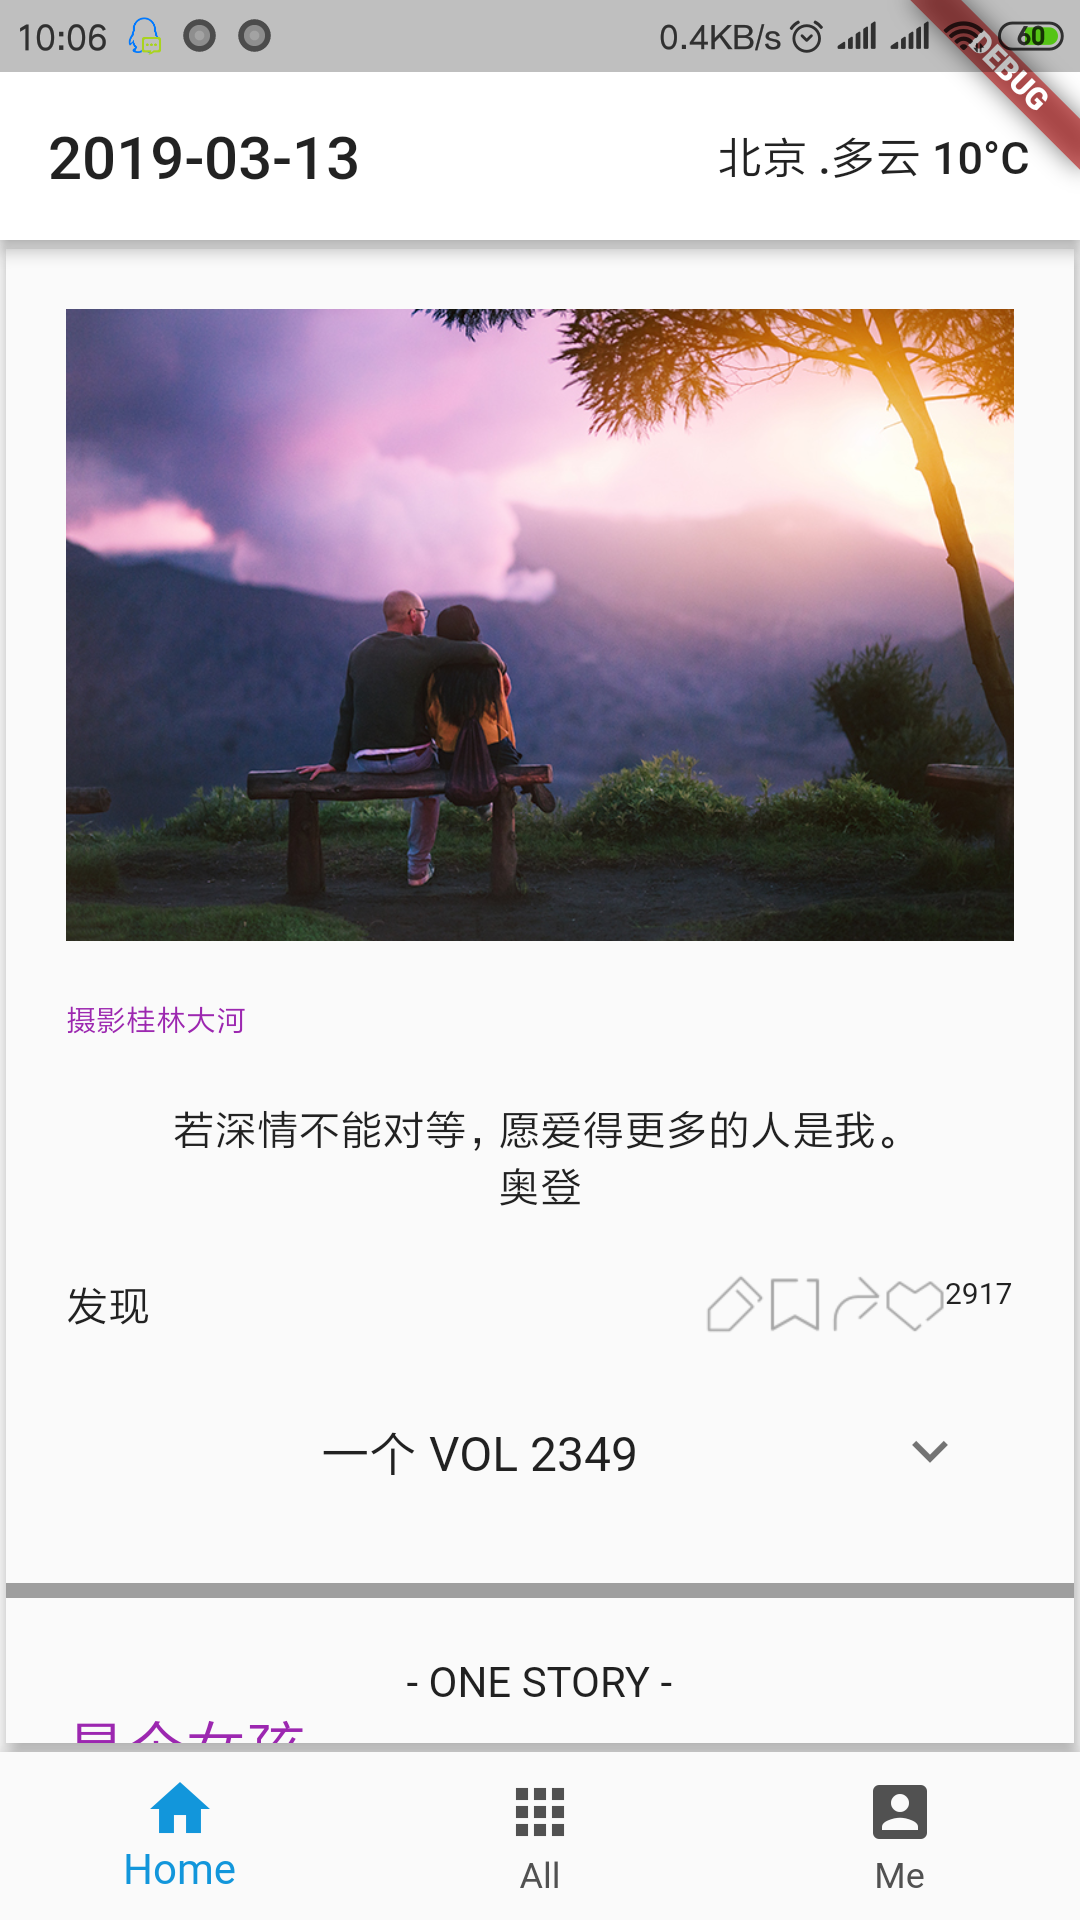 10:06
0.4KB/s
60
DEBUG
2019-03-13
北京 .多云 10°C
摄影桂林大河
若深情不能对等，愿爱得更多的人是我。
奥登
发现
2917
一个 VOL 2349
- ONE STORY -
Home
All
Me